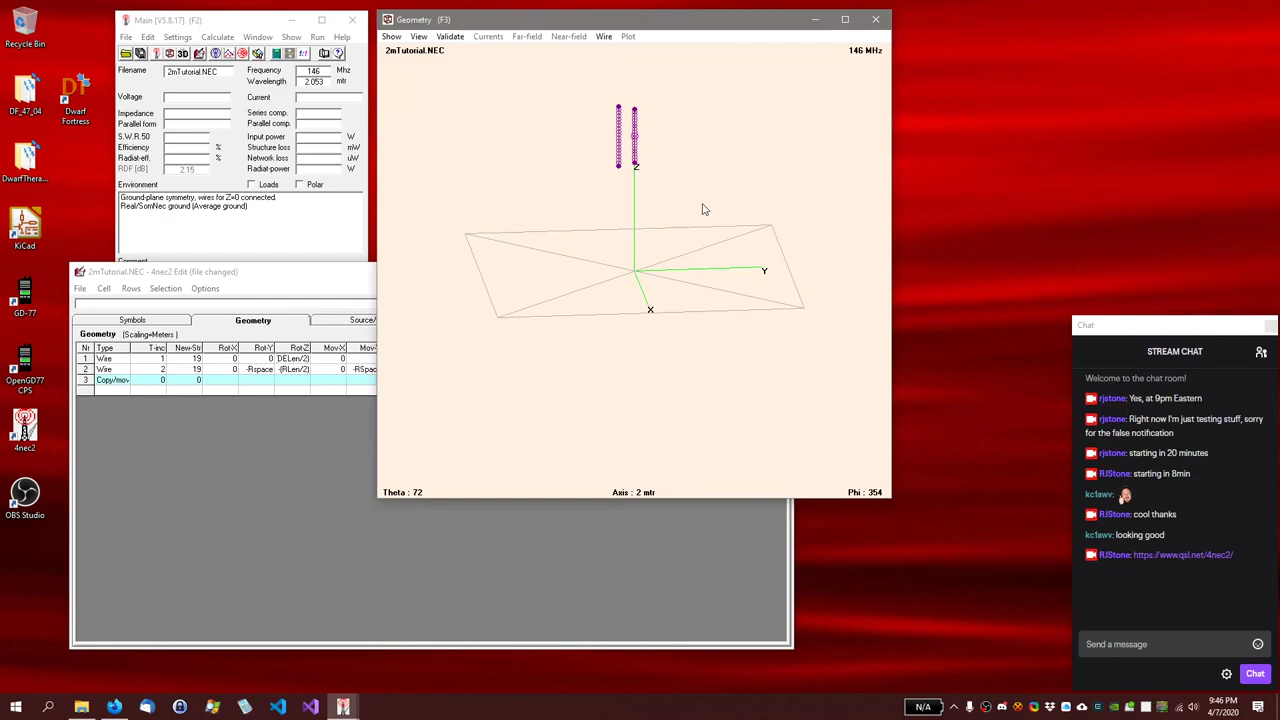 Recycle Bin
DF_47_04
Dwarf
Fortress
DwarfThera...
KiCad
GD-77
OpenGD77
CPS
4nec2
OBS Studio
Main [V5.8.17] (F2)
File Edit Settings Calculate Window Show Run Help
3D
Filename 2mTutorial.NEC Frequency 146 Mhz
Wavelength 2.053 mtr
Voltage Current
Impedance Series comp.
Parallel form Parallel comp.
S.W.R.50 Input power W
Efficiency % Structure loss mW
Radiat-eff. % Network loss uW
RDF [dB] 2.15 Radiat-power W
Environment Loads Polar
Ground-plane symmetry, wires for Z=0 connected.
Real/SomNec ground (Average ground)
Comment
2mTutorial.NEC - 4nec2 Edit (file changed)
File Cell Rows Selection Options
Symbols Geometry Source/
Geometry (Scaling=Meters)
Nr Type T-inc New-Str Rot-X Rot-Y Rot-Z Mov-X Mov-
1 Wire 1 19 0 0 DELen/2) 0
2 Wire 2 19 0 -Rspace -(RLen/2) 0 -RSpac
3 Copy/mov 0 0
Geometry (F3)
Show View Validate Currents Far-field Near-field Wire Plot
2mTutorial.NEC 146 MHz
Z
Y
X
Theta : 72 Axis : 2 mtr Phi : 354
Chat
STREAM CHAT
Welcome to the chat room!
rjstone: Yes, at 9pm Eastern
rjstone: Right now I'm just testing stuff, sorry
for the false notification
rjstone: starting in 20 minutes
RJStone: starting in 8min
kcfawv:
RJStone: cool thanks
kcfawv: looking good
RJStone: https://www.qsl.net/4nec2/
Send a message
Chat
N/A
9:46 PM
4/7/2020